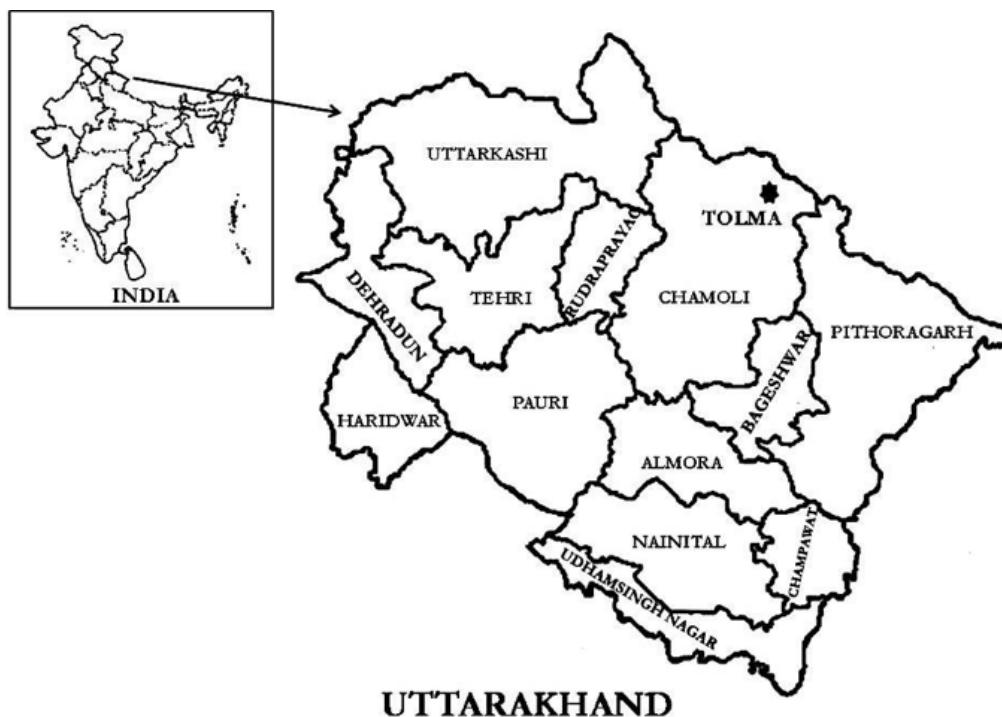 INDIA
UTTARKASHI
TOLMA
RUDRAPRAYAG
DEHRADUN
TEHRI
CHAMOLI
PITHORAGARH
BAGESHWAR
HARIDWAR
PAURI
ALMORA
NAINITAL
CHAMPAWAT
UDHAMSINGH NAGAR
UTTARAKHAND